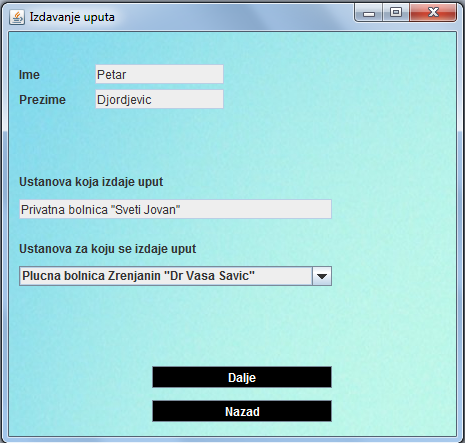 Izdavanje uputa
Ime Petar
Prezime Djordjevic
Ustanova koja izdaje uput
Privatna bolnica "Sveti Jovan"
Ustanova za koju se izdaje uput
Plucna bolnica Zrenjanin "Dr Vasa Savic"
Dalje
Nazad